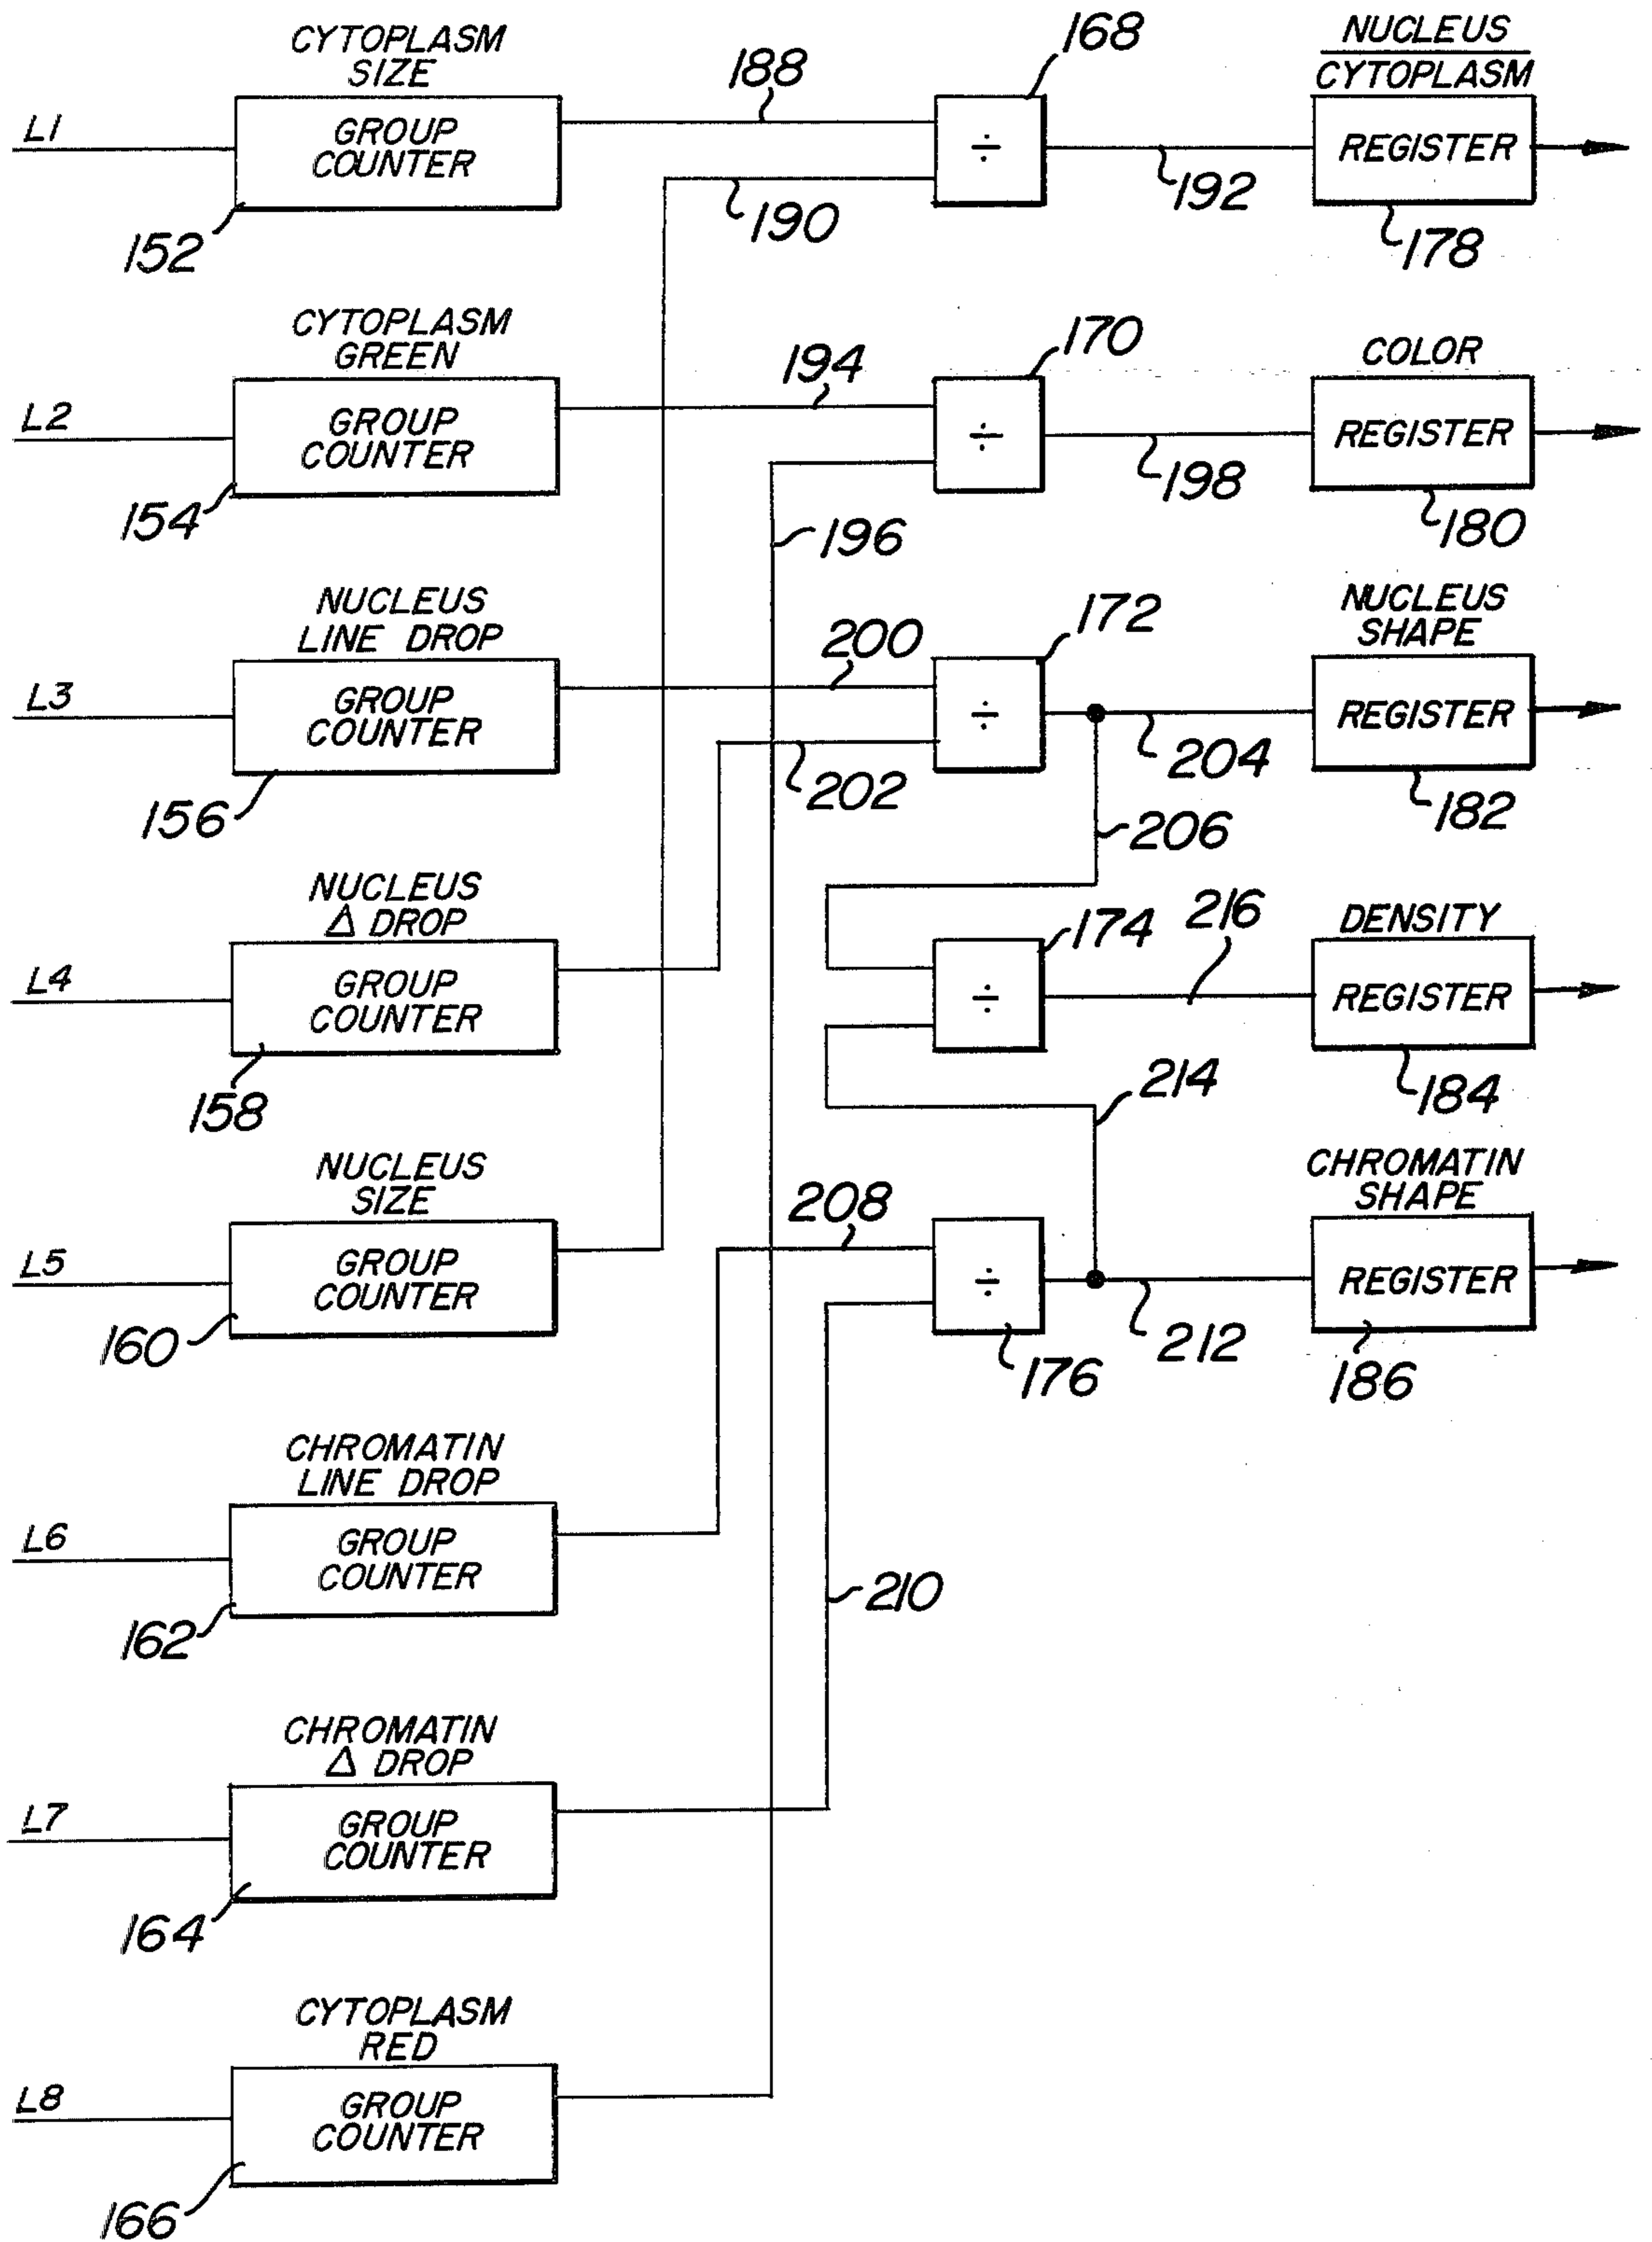 CYTOPLASM
SIZE
L1
GROUP
COUNTER
152
188
190
168
÷
192
NUCLEUS
CYTOPLASM
REGISTER
178
CYTOPLASM
GREEN
L2
GROUP
COUNTER
154
194
196
170
÷
198
COLOR
REGISTER
180
NUCLEUS
LINE DROP
L3
GROUP
COUNTER
156
200
202
172
÷
204
206
NUCLEUS
SHAPE
REGISTER
182
NUCLEUS
Δ DROP
L4
GROUP
COUNTER
158
174
÷
216
214
DENSITY
REGISTER
184
NUCLEUS
SIZE
L5
GROUP
COUNTER
160
208
÷
176
212
CHROMATIN
SHAPE
REGISTER
186
CHROMATIN
LINE DROP
L6
GROUP
COUNTER
162
210
CHROMATIN
Δ DROP
L7
GROUP
COUNTER
164
CYTOPLASM
RED
L8
GROUP
COUNTER
166